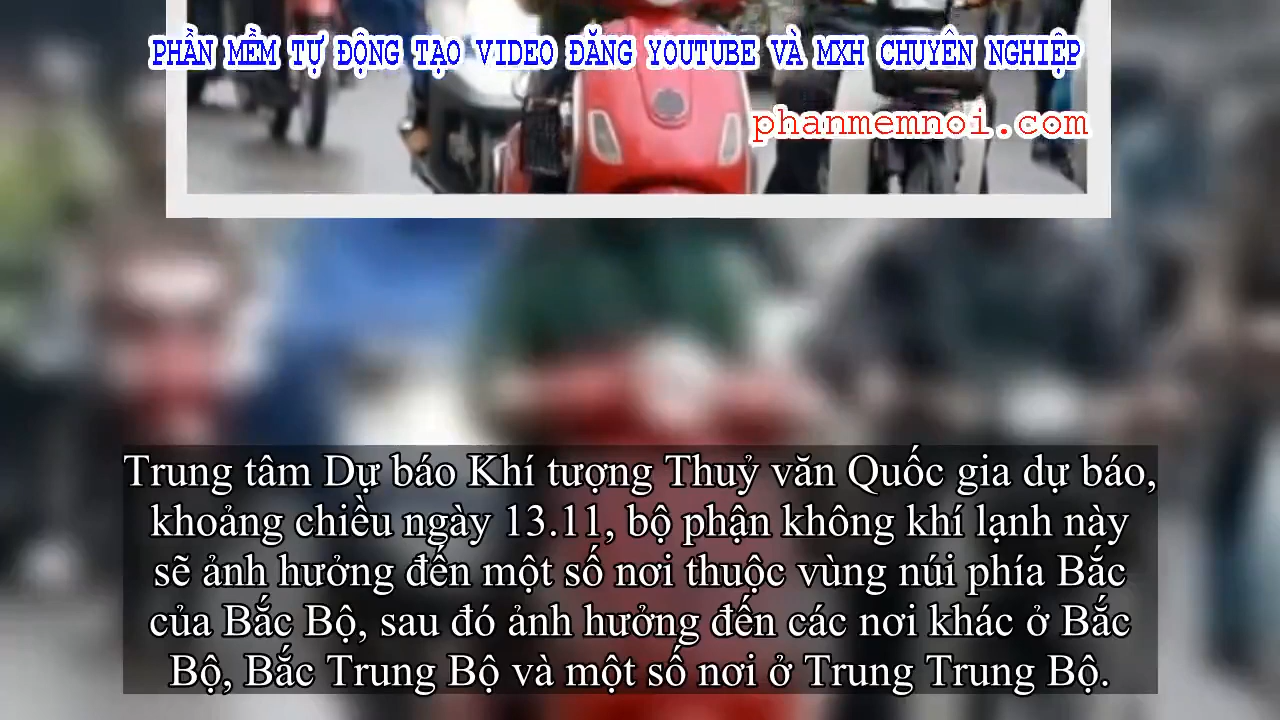 PHẦN MỀM TỰ ĐỘNG TẠO VIDEO ĐĂNG YOUTUBE VÀ MXH CHUYÊN NGHIỆP
phanmemnoi.com
Trung tâm Dự báo Khí tượng Thuỷ văn Quốc gia dự báo,
khoảng chiều ngày 13.11, bộ phận không khí lạnh này
sẽ ảnh hưởng đến một số nơi thuộc vùng núi phía Bắc
của Bắc Bộ, sau đó ảnh hưởng đến các nơi khác ở Bắc
Bộ, Bắc Trung Bộ và một số nơi ở Trung Trung Bộ.